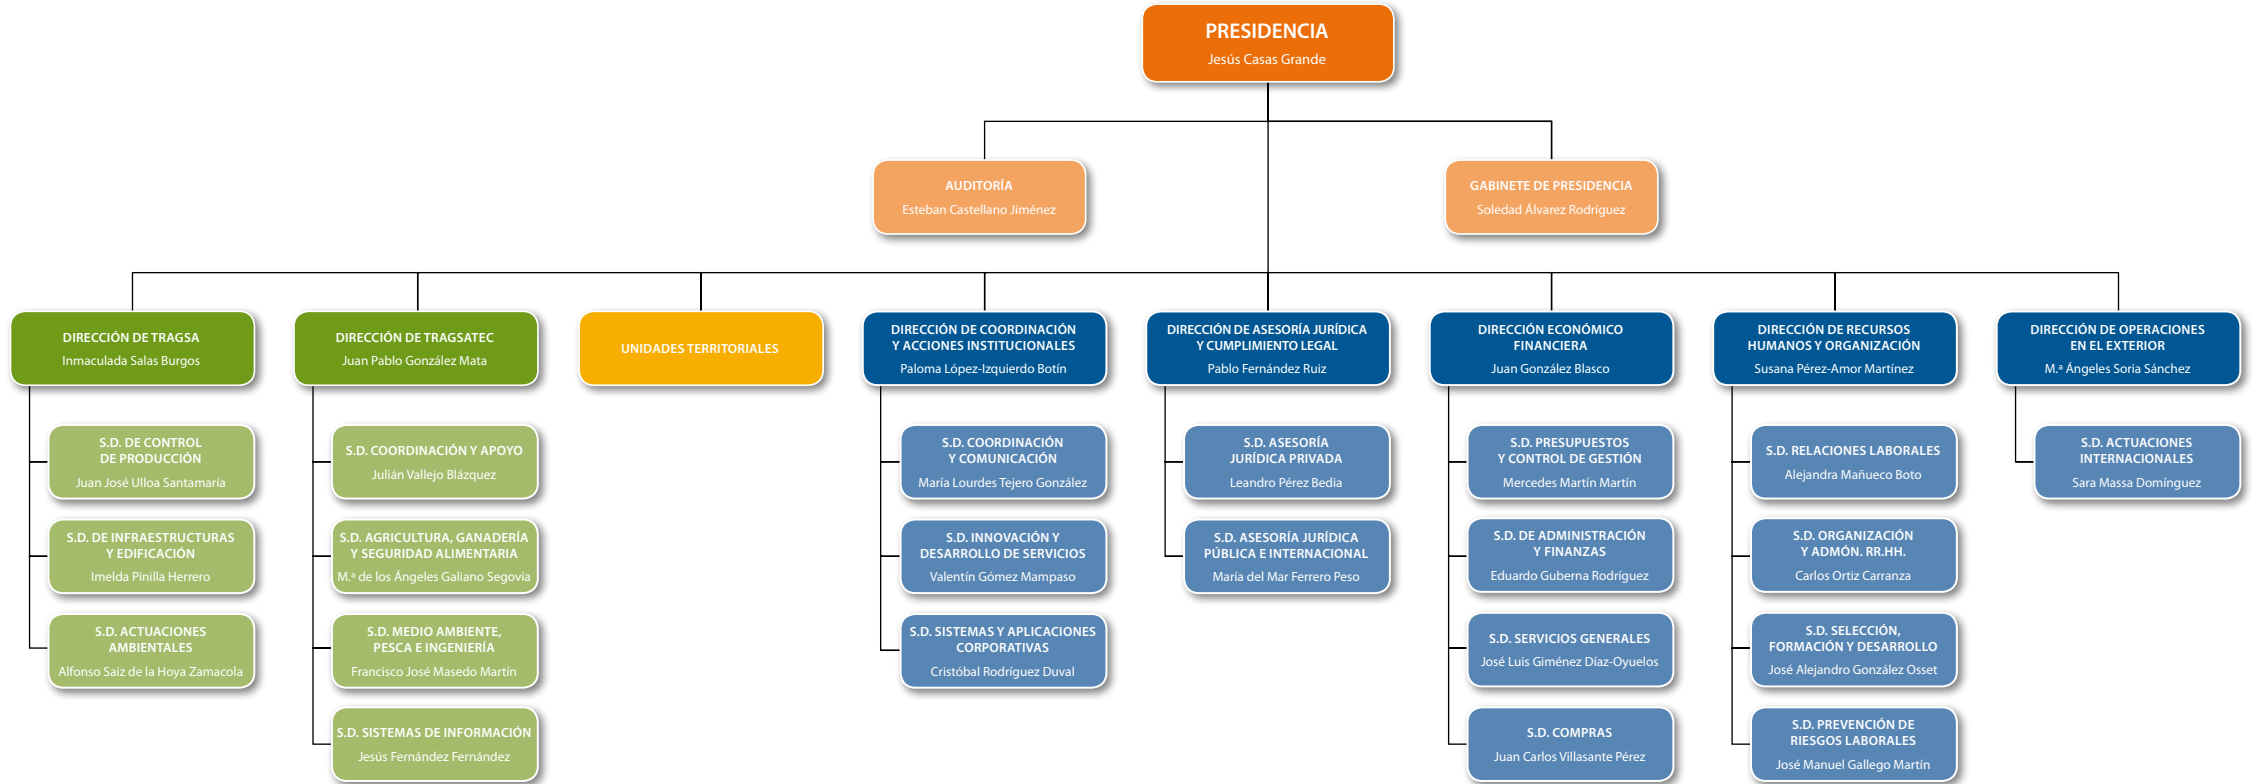 PRESIDENCIA
Jesús Casas Grande
AUDITORÍA
Esteban Castellano Jiménez
GABINETE DE PRESIDENCIA
Soledad Álvarez Rodríguez
DIRECCIÓN DE TRAGSA
Inmaculada Salas Burgos
S.D. DE CONTROL
DE PRODUCCIÓN
Juan José Ulloa Santamaría
S.D. DE INFRAESTRUCTURAS
Y EDIFICACIÓN
Imelda Pinilla Herrero
S.D. ACTUACIONES
AMBIENTALES
Alfonso Saiz de la Hoya Zamacola
DIRECCIÓN DE TRAGSATEC
Juan Pablo González Mata
S.D. COORDINACIÓN Y APOYO
Julián Vallejo Blázquez
S.D. AGRICULTURA, GANADERÍA
Y SEGURIDAD ALIMENTARIA
M.ª de los Ángeles Galiano Segovia
S.D. MEDIO AMBIENTE,
PESCA E INGENIERÍA
Francisco José Masedo Martín
S.D. SISTEMAS DE INFORMACIÓN
Jesús Fernández Fernández
UNIDADES TERRITORIALES
DIRECCIÓN DE COORDINACIÓN
Y ACCIONES INSTITUCIONALES
Paloma López-Izquierdo Botín
S.D. COORDINACIÓN
Y COMUNICACIÓN
María Lourdes Tejero González
S.D. INNOVACIÓN Y
DESARROLLO DE SERVICIOS
Valentín Gómez Mampaso
S.D. SISTEMAS Y APLICACIONES
CORPORATIVAS
Cristóbal Rodríguez Duval
DIRECCIÓN DE ASESORÍA JURÍDICA
Y CUMPLIMIENTO LEGAL
Pablo Fernández Ruiz
S.D. ASESORÍA
JURÍDICA PRIVADA
Leandro Pérez Bedia
S.D. ASESORÍA JURÍDICA
PÚBLICA E INTERNACIONAL
María del Mar Ferrero Peso
DIRECCIÓN ECONÓMICO
FINANCIERA
Juan González Blasco
S.D. PRESUPUESTOS
Y CONTROL DE GESTIÓN
Mercedes Martín Martín
S.D. DE ADMINISTRACIÓN
Y FINANZAS
Eduardo Guberna Rodríguez
S.D. SERVICIOS GENERALES
José Luis Giménez Díaz-Oyuelos
S.D. COMPRAS
Juan Carlos Villasante Pérez
DIRECCIÓN DE RECURSOS
HUMANOS Y ORGANIZACIÓN
Susana Pérez-Amor Martínez
S.D. RELACIONES LABORALES
Alejandra Mañueco Boto
S.D. ORGANIZACIÓN
Y ADMÓN. RR.HH.
Carlos Ortiz Carranza
S.D. SELECCIÓN,
FORMACIÓN Y DESARROLLO
José Alejandro González Osset
S.D. PREVENCIÓN DE
RIESGOS LABORALES
José Manuel Gallego Martín
DIRECCIÓN DE OPERACIONES
EN EL EXTERIOR
M.ª Ángeles Soria Sánchez
S.D. ACTUACIONES
INTERNACIONALES
Sara Massa Domínguez